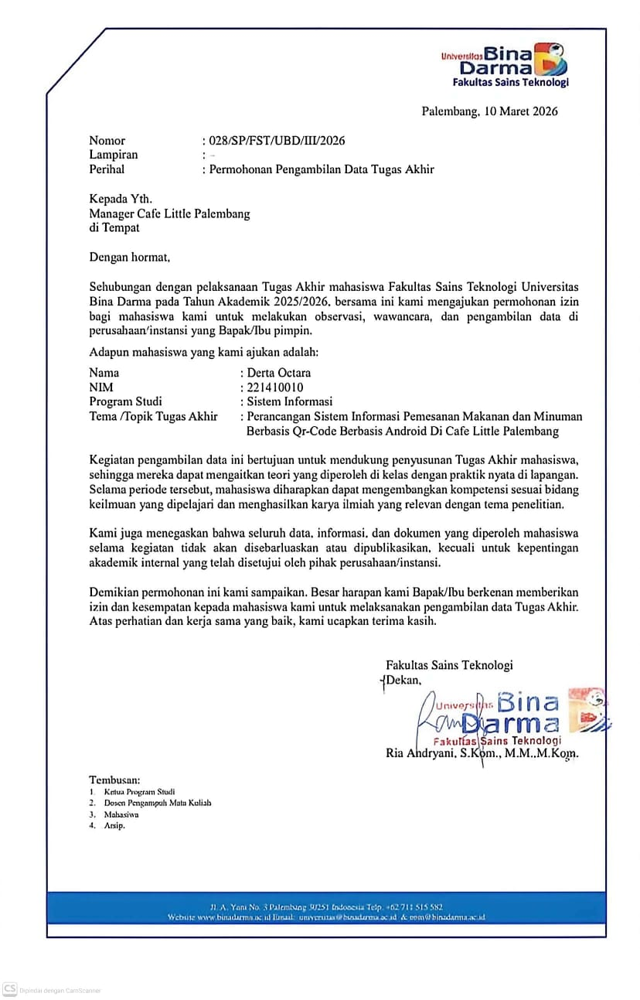 Universitas Bina
Darma
Fakultas Sains Teknologi
Palembang, 10 Maret 2026
Nomor : 028/SP/FST/UBD/III/2026
Lampiran : -
Perihal : Permohonan Pengambilan Data Tugas Akhir
Kepada Yth.
Manager Cafe Little Palembang
di Tempat
Dengan hormat,
Sehubungan dengan pelaksanaan Tugas Akhir mahasiswa Fakultas Sains Teknologi Universitas
Bina Darma pada Tahun Akademik 2025/2026, bersama ini kami mengajukan permohonan izin
bagi mahasiswa kami untuk melakukan observasi, wawancara, dan pengambilan data di
perusahaan/instansi yang Bapak/Ibu pimpin.
Adapun mahasiswa yang kami ajukan adalah:
Nama : Derta Octara
NIM : 221410010
Program Studi : Sistem Informasi
Tema /Topik Tugas Akhir : Perancangan Sistem Informasi Pemesanan Makanan dan Minuman
Berbasis Qr-Code Berbasis Android Di Cafe Little Palembang
Kegiatan pengambilan data ini bertujuan untuk mendukung penyusunan Tugas Akhir mahasiswa,
sehingga mereka dapat mengaitkan teori yang diperoleh di kelas dengan praktik nyata di lapangan.
Selama periode tersebut, mahasiswa diharapkan dapat mengembangkan kompetensi sesuai bidang
keilmuan yang dipelajari dan menghasilkan karya ilmiah yang relevan dengan tema penelitian.
Kami juga menegaskan bahwa seluruh data, informasi, dan dokumen yang diperoleh mahasiswa
selama kegiatan tidak akan disebarluaskan atau dipublikasikan, kecuali untuk kepentingan
akademik internal yang telah disetujui oleh pihak perusahaan/instansi.
Demikian permohonan ini kami sampaikan. Besar harapan kami Bapak/Ibu berkenan memberikan
izin dan kesempatan kepada mahasiswa kami untuk melaksanakan pengambilan data Tugas Akhir.
Atas perhatian dan kerja sama yang baik, kami ucapkan terima kasih.
Fakultas Sains Teknologi
Dekan,
Universitas Bina
Darma
Fakultas Sains Teknologi
Ria Andryani, S.Kom., M.M.,M.Kom.
Tembusan:
1. Ketua Program Studi
2. Dosen Pengampuh Mata Kuliah
3. Mahasiwa
4. Arsip.
Jl. A. Yani No. 3 Palembang 30251 Indonesia Telp. +62 711 515 582
Website www.binadarma.ac.id Email: universitas@binadarma.ac.id &
CS Dipindai dengan CamScanner